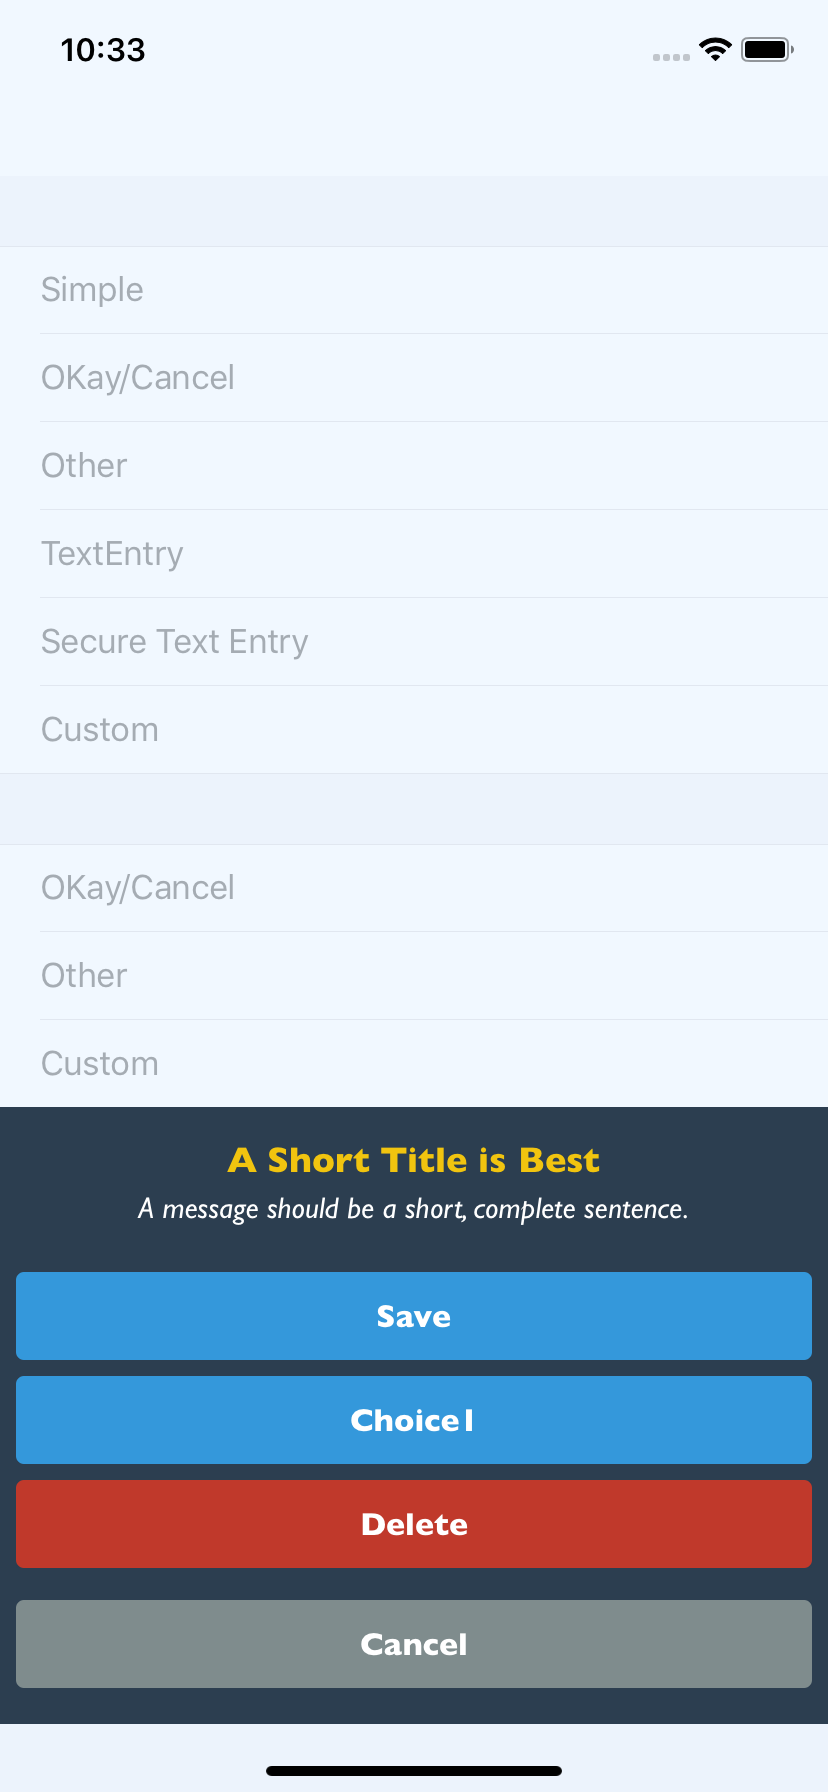 10:33
Simple
OKay/Cancel
Other
TextEntry
Secure Text Entry
Custom
OKay/Cancel
Other
Custom
A Short Title is Best
A message should be a short, complete sentence.
Save
Choice1
Delete
Cancel